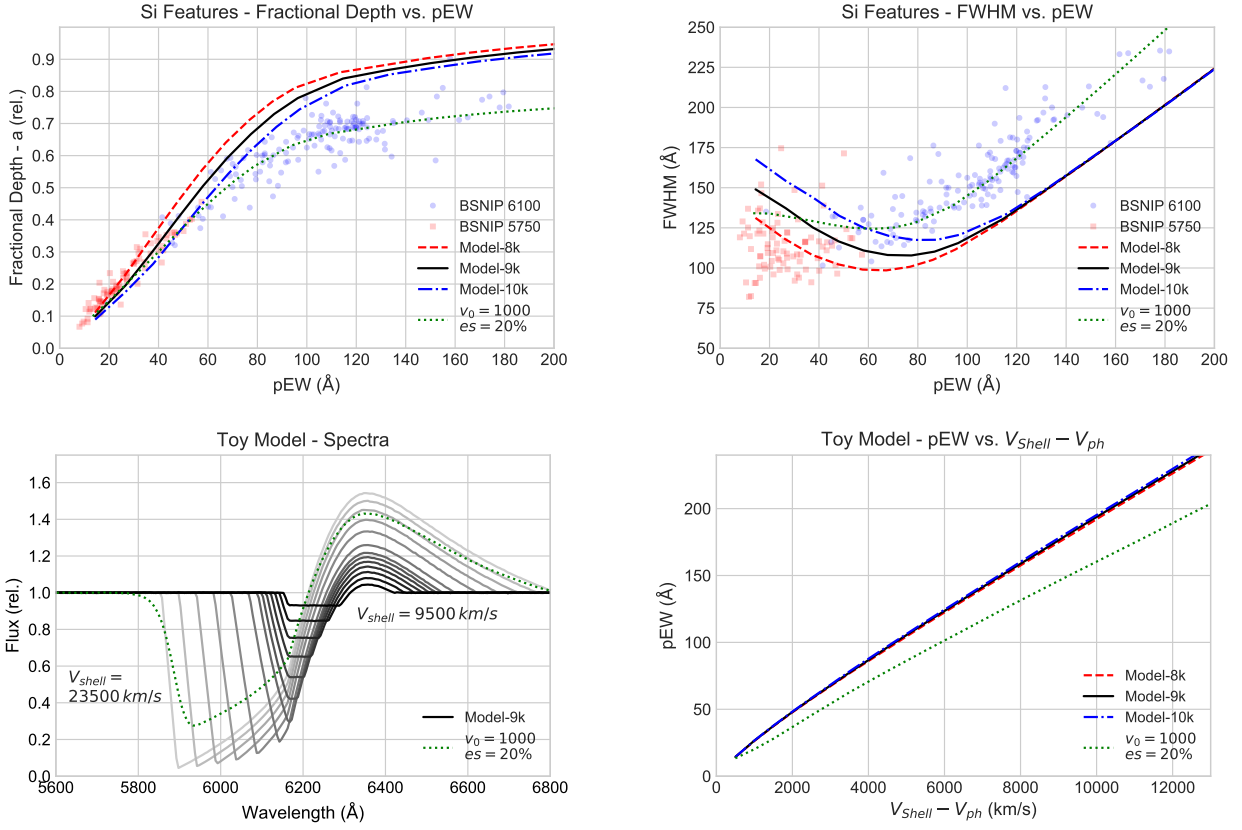 Si Features - Fractional Depth vs. pEW
Fractional Depth - a (rel.)
0.9
0.8
0.7
0.6
0.5
0.4
0.3
0.2
0.1
0.0
BSNIP 6100
BSNIP 5750
Model-8k
Model-9k
Model-10k
v₀ = 1000
es = 20%
0 20 40 60 80 100 120 140 160 180 200
pEW (Å)
Si Features - FWHM vs. pEW
FWHM (Å)
250
225
200
175
150
125
100
75
50
BSNIP 6100
BSNIP 5750
Model-8k
Model-9k
Model-10k
v₀ = 1000
es = 20%
0 20 40 60 80 100 120 140 160 180 200
pEW (Å)
Toy Model - Spectra
Flux (rel.)
1.6
1.4
1.2
1.0
0.8
0.6
0.4
0.2
0.0
V_shell = 9500 km/s
V_shell =
23500 km/s
Model-9k
v₀ = 1000
es = 20%
5600 5800 6000 6200 6400 6600 6800
Wavelength (Å)
Toy Model - pEW vs. V_Shell − V_ph
pEW (Å)
200
150
100
50
0
Model-8k
Model-9k
Model-10k
v₀ = 1000
es = 20%
0 2000 4000 6000 8000 10000 12000
V_Shell − V_ph (km/s)